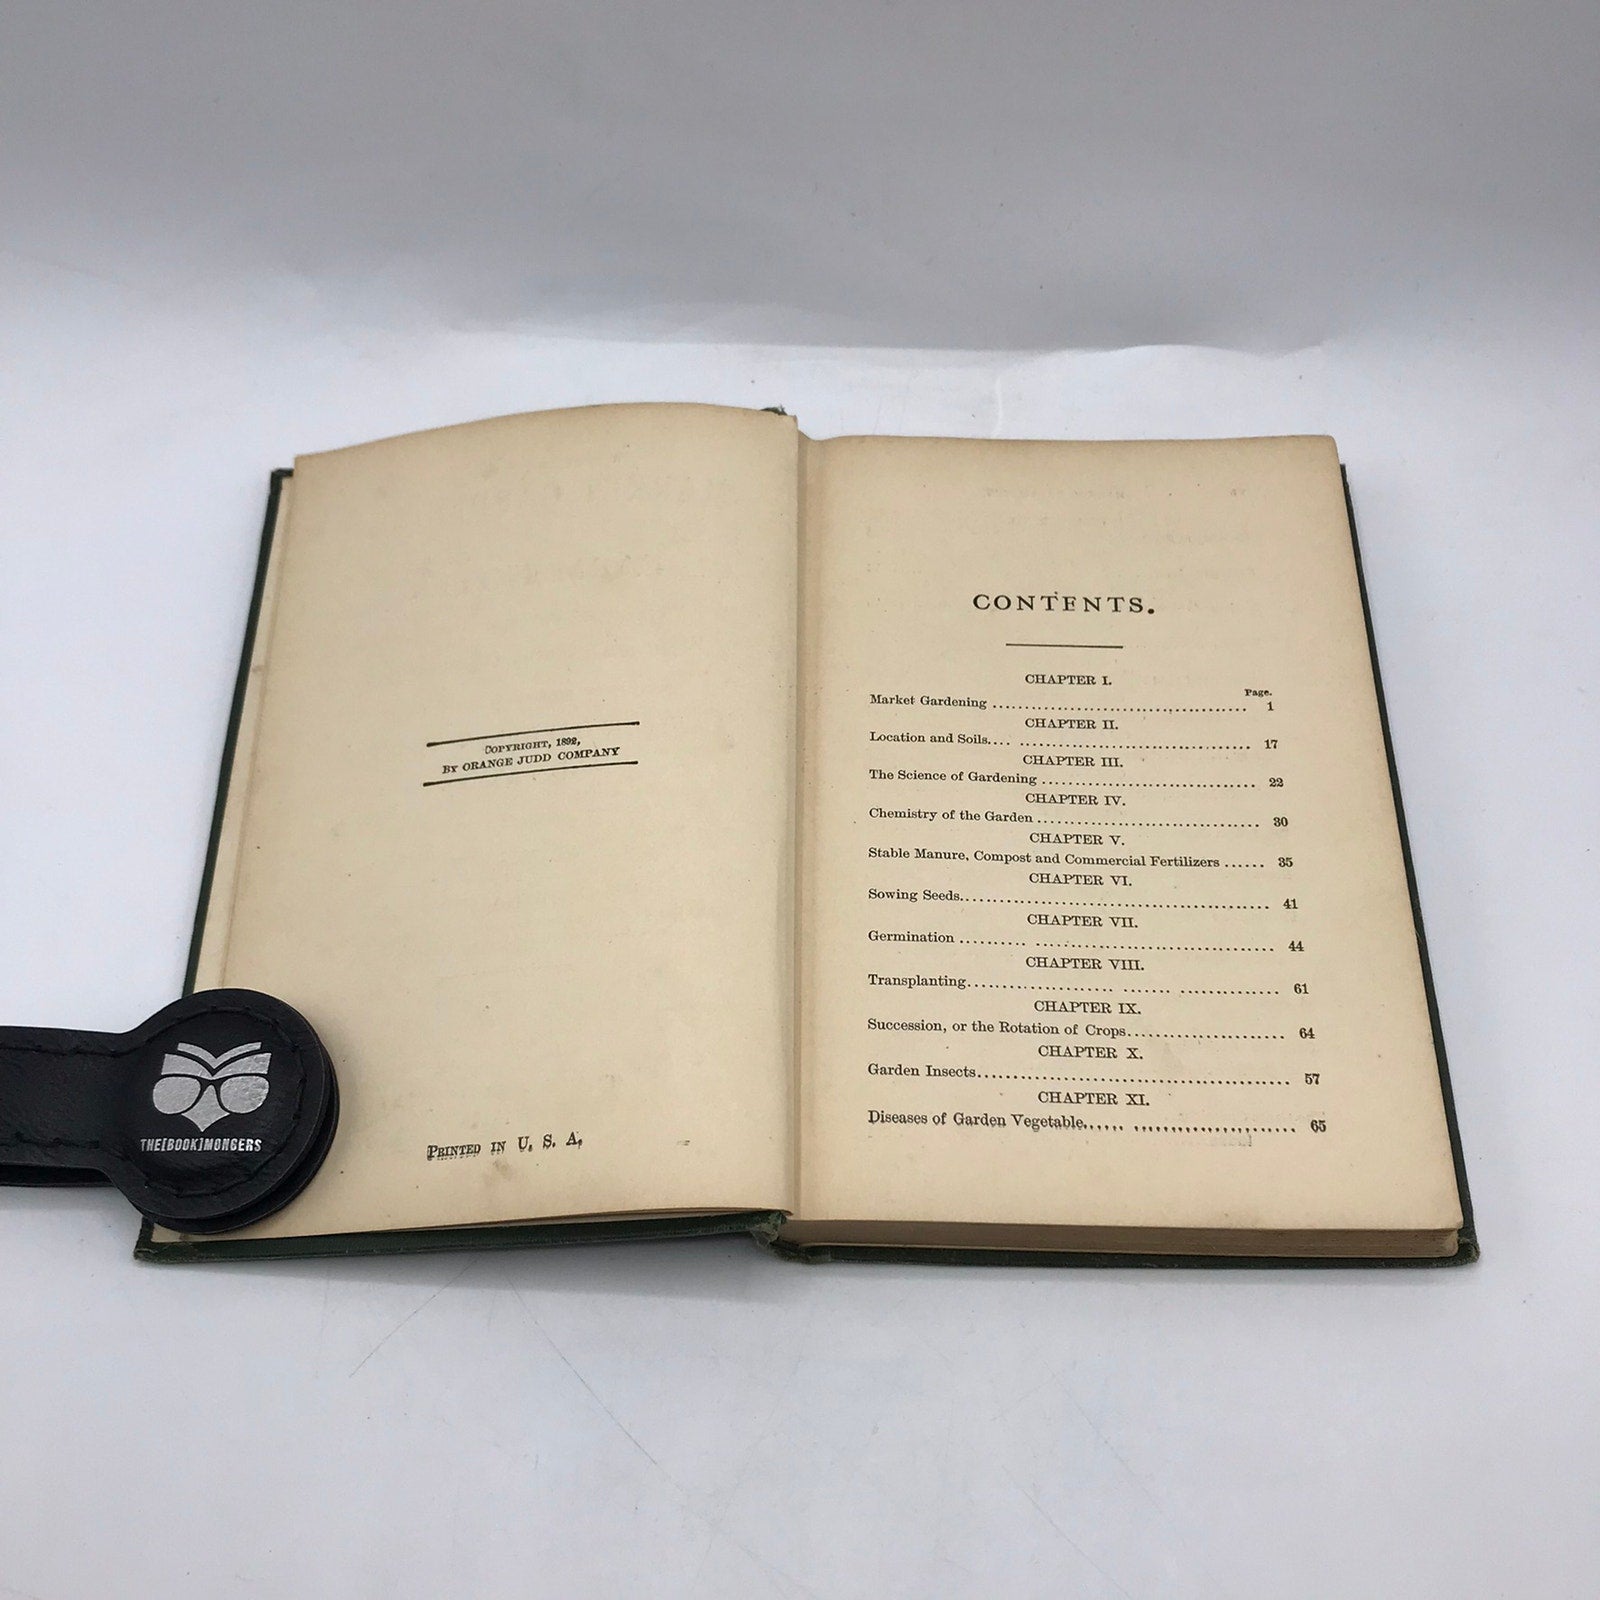 COPYRIGHT, 1892,
BY ORANGE JUDD COMPANY
PRINTED IN U. S. A.
THE[BOOK]MONGERS
CONTENTS.
CHAPTER I.
Page.
Market Gardening ........................................ 1
CHAPTER II.
Location and Soils.... .................................... 17
CHAPTER III.
The Science of Gardening ................................. 22
CHAPTER IV.
Chemistry of the Garden .................................. 30
CHAPTER V.
Stable Manure, Compost and Commercial Fertilizers ...... 35
CHAPTER VI.
Sowing Seeds............................................. 41
CHAPTER VII.
Germination .......... ................................... 44
CHAPTER VIII.
Transplanting..................... ....... .............. 61
CHAPTER IX.
Succession, or the Rotation of Crops...................... 64
CHAPTER X.
Garden Insects............................................ 57
CHAPTER XI.
Diseases of Garden Vegetable...... ....................... 65